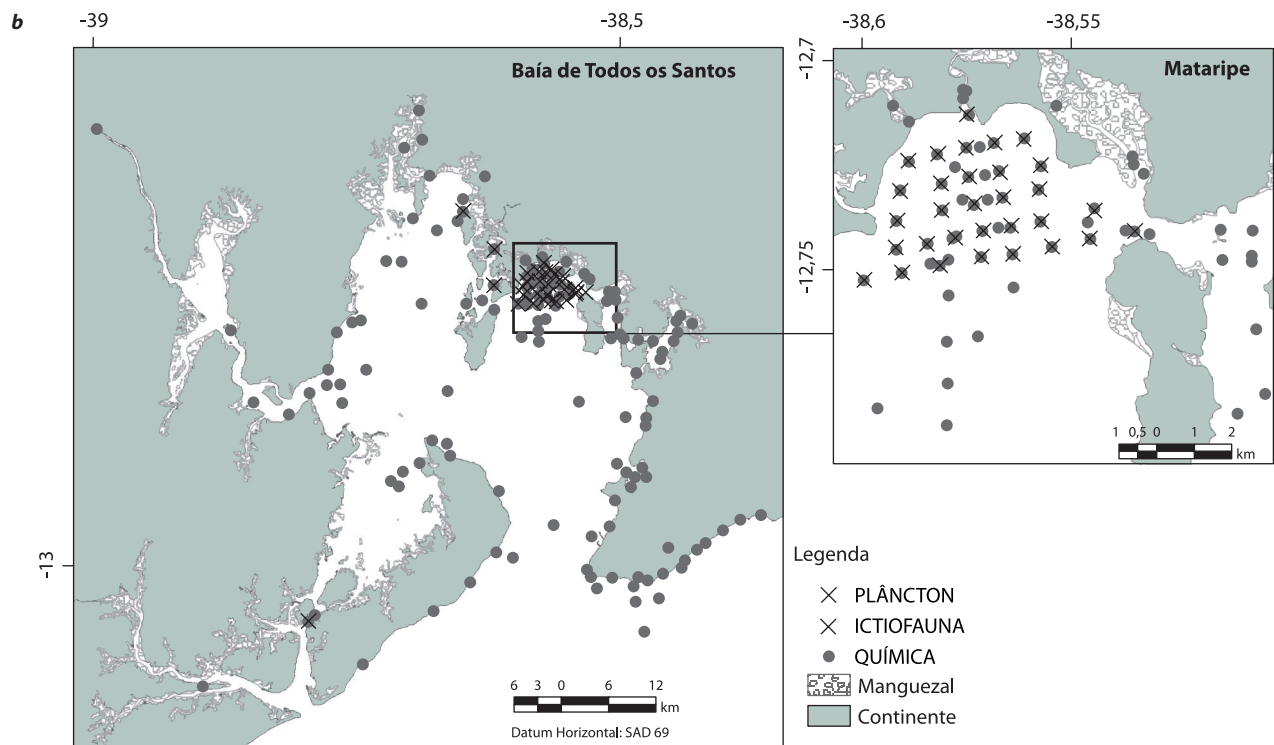 b
-39
-38,5
Baía de Todos os Santos
-13
6 3 0 6 12
km
Datum Horizontal: SAD 69
-38,6
-38,55
-12,7
Mataripe
-12,75
1 0,5 0 1 2
km
Legenda
PLÂNCTON
ICTIOFAUNA
QUÍMICA
Manguezal
Continente